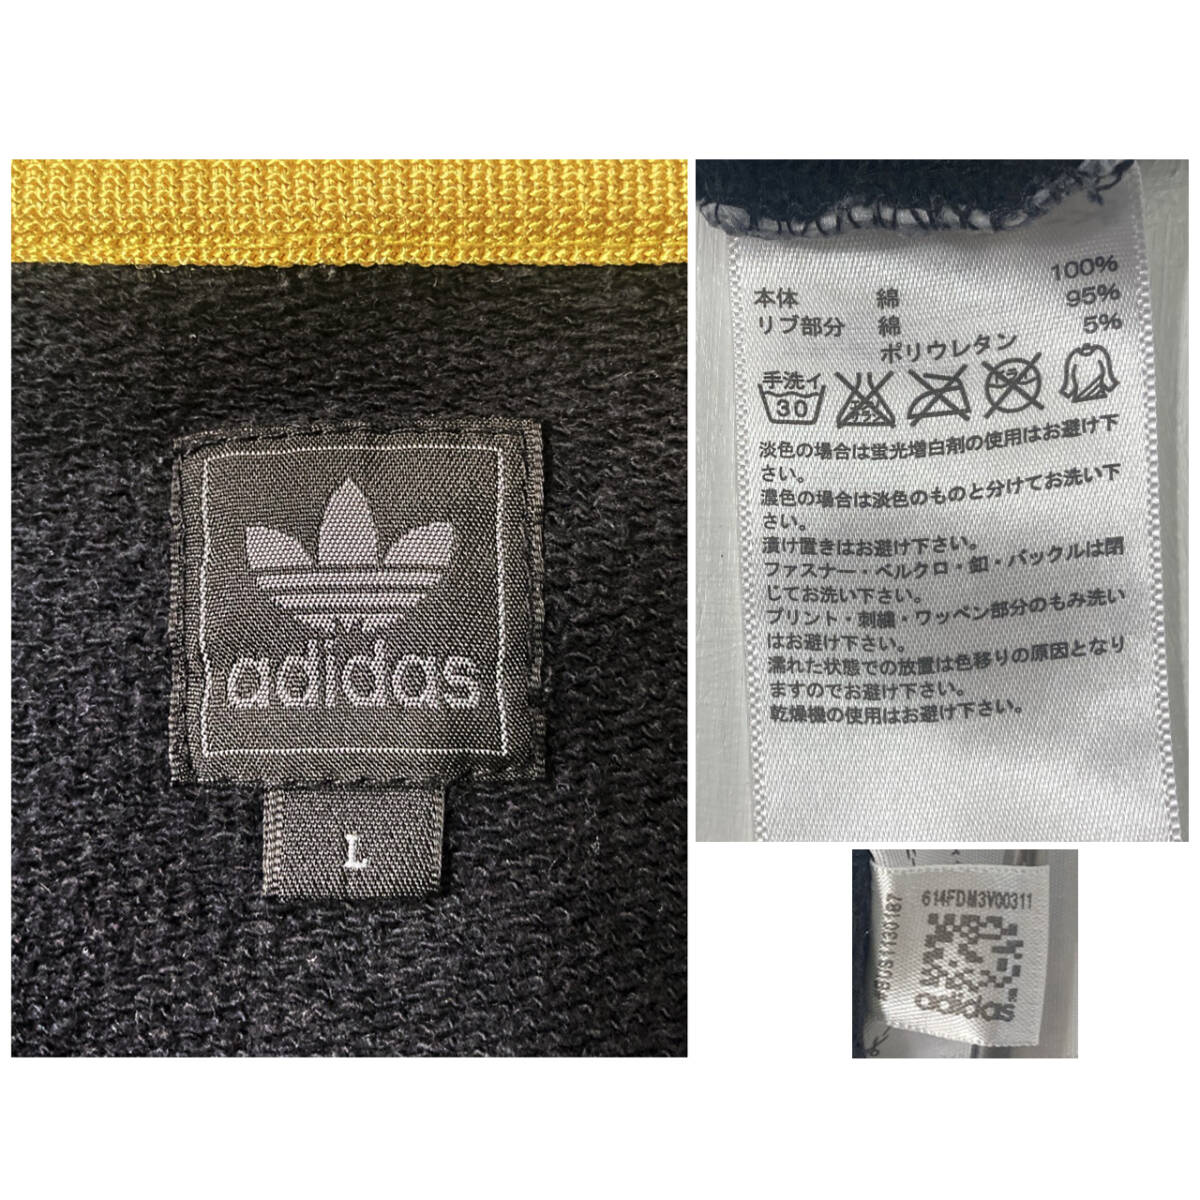 adidas
L
100%
本体 綿 95%
リブ部分 綿 5%
ポリウレタン
手洗イ
30
淡色の場合は蛍光増白剤の使用はお避け下
さい。
濃色の場合は淡色のものと分けてお洗い下
さい。
漬け置きはお避け下さい。
ファスナー・ベルクロ・釦・バックルは閉
じてお洗い下さい。
プリント・刺繍・ワッペン部分のもみ洗い
はお避け下さい。
濡れた状態での放置は色移りの原因となり
ますのでお避け下さい。
乾燥機の使用はお避け下さい。
614FDM3V00311
adidas